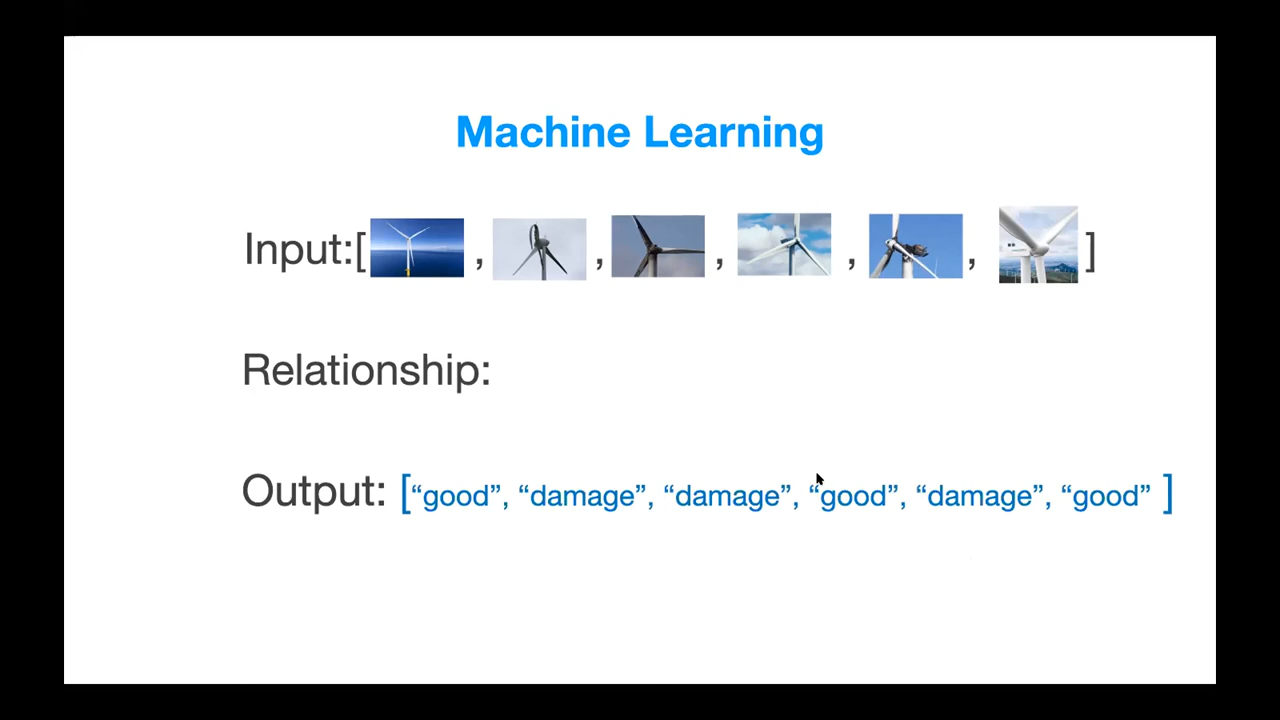 Machine Learning
Input:[ , , , , , ]
Relationship:
Output: [“good”, “damage”, “damage”, “good”, “damage”, “good” ]